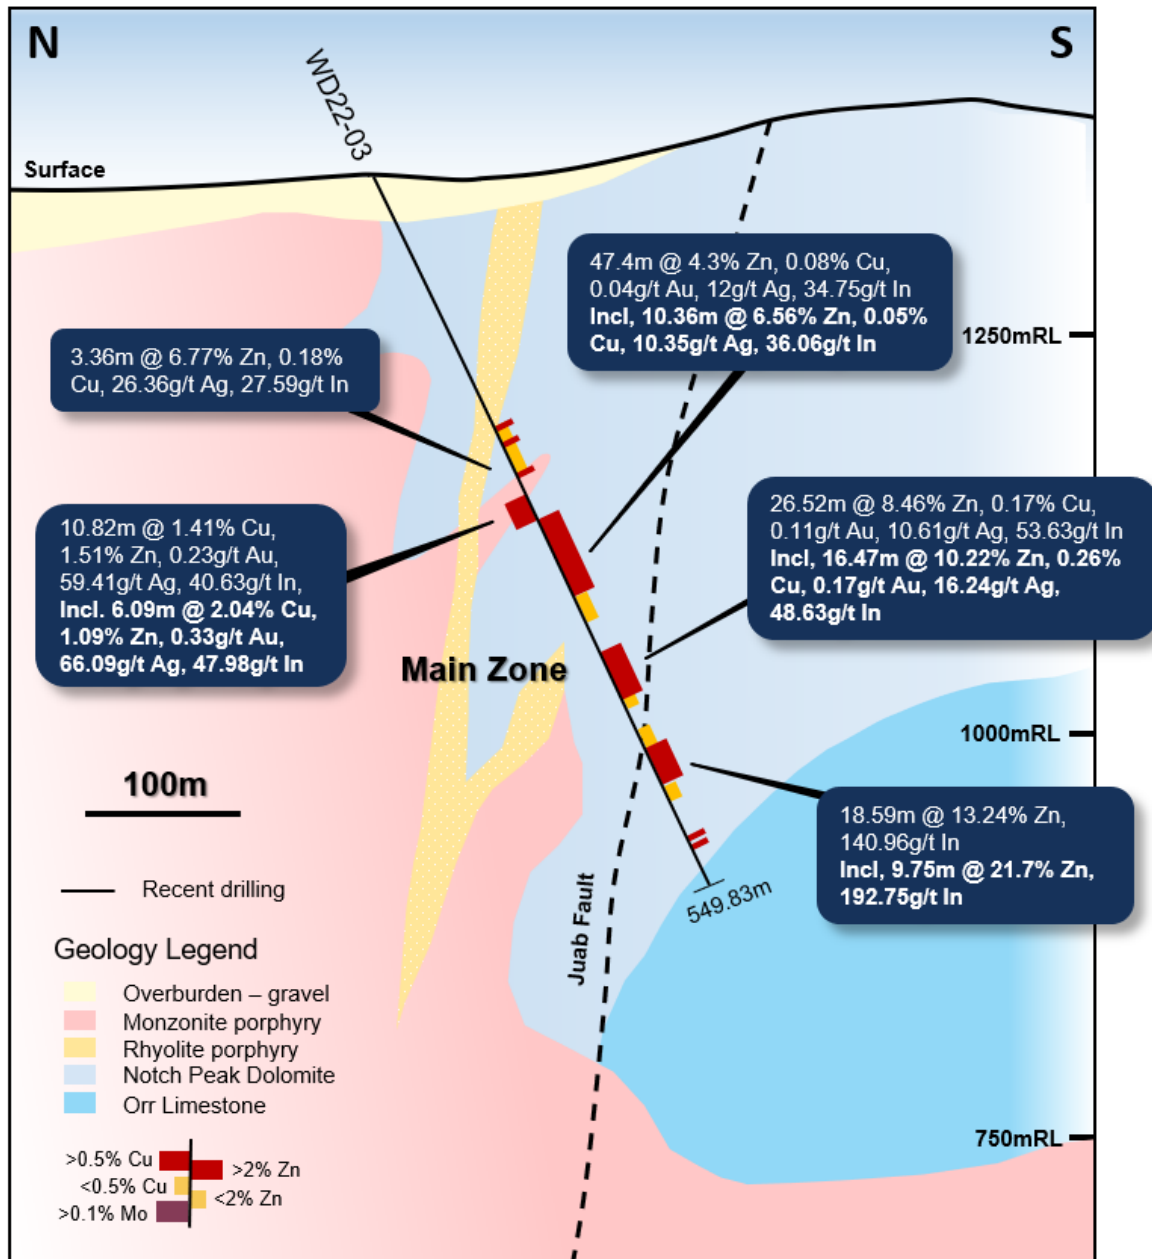 N
S
WD22-03
Surface
47.4m @ 4.3% Zn, 0.08% Cu,
0.04g/t Au, 12g/t Ag, 34.75g/t In
Incl, 10.36m @ 6.56% Zn, 0.05%
Cu, 10.35g/t Ag, 36.06g/t In
1250mRL
3.36m @ 6.77% Zn, 0.18%
Cu, 26.36g/t Ag, 27.59g/t In
26.52m @ 8.46% Zn, 0.17% Cu,
0.11g/t Au, 10.61g/t Ag, 53.63g/t In
Incl, 16.47m @ 10.22% Zn, 0.26%
Cu, 0.17g/t Au, 16.24g/t Ag,
48.63g/t In
10.82m @ 1.41% Cu,
1.51% Zn, 0.23g/t Au,
59.41g/t Ag, 40.63g/t In,
Incl. 6.09m @ 2.04% Cu,
1.09% Zn, 0.33g/t Au,
66.09g/t Ag, 47.98g/t In
Main Zone
1000mRL
100m
18.59m @ 13.24% Zn,
140.96g/t In
Incl, 9.75m @ 21.7% Zn,
192.75g/t In
Recent drilling
549.83m
Juab Fault
Geology Legend
Overburden – gravel
Monzonite porphyry
Rhyolite porphyry
Notch Peak Dolomite
Orr Limestone
750mRL
>0.5% Cu
>2% Zn
<0.5% Cu
<2% Zn
>0.1% Mo